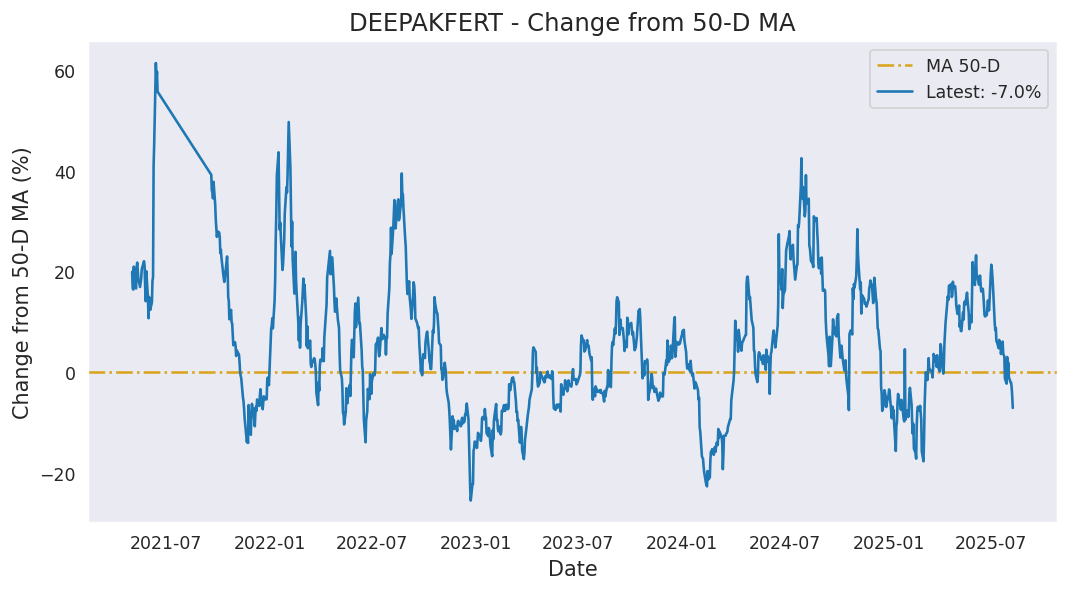 DEEPAKFERT - Change from 50-D MA
MA 50-D
Latest: -7.0%
Change from 50-D MA (%)
60
40
20
0
−20
2021-07
2022-01
2022-07
2023-01
2023-07
2024-01
2024-07
2025-01
2025-07
Date